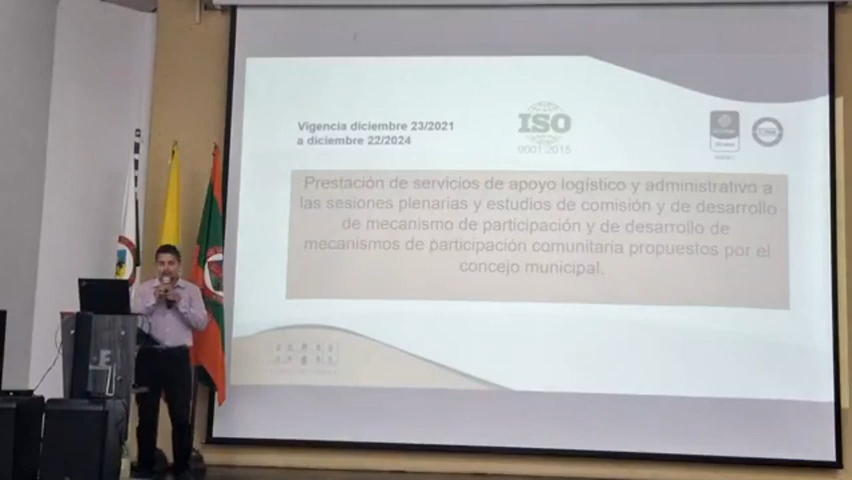 Vigencia diciembre 23/2021
a diciembre 22/2024
ISO
9001:2015
Prestación de servicios de apoyo logístico y administrativo a
las sesiones plenarias y estudios de comisión y de desarrollo
de mecanismo de participación y de desarrollo de
mecanismos de participación comunitaria propuestos por el
concejo municipal.